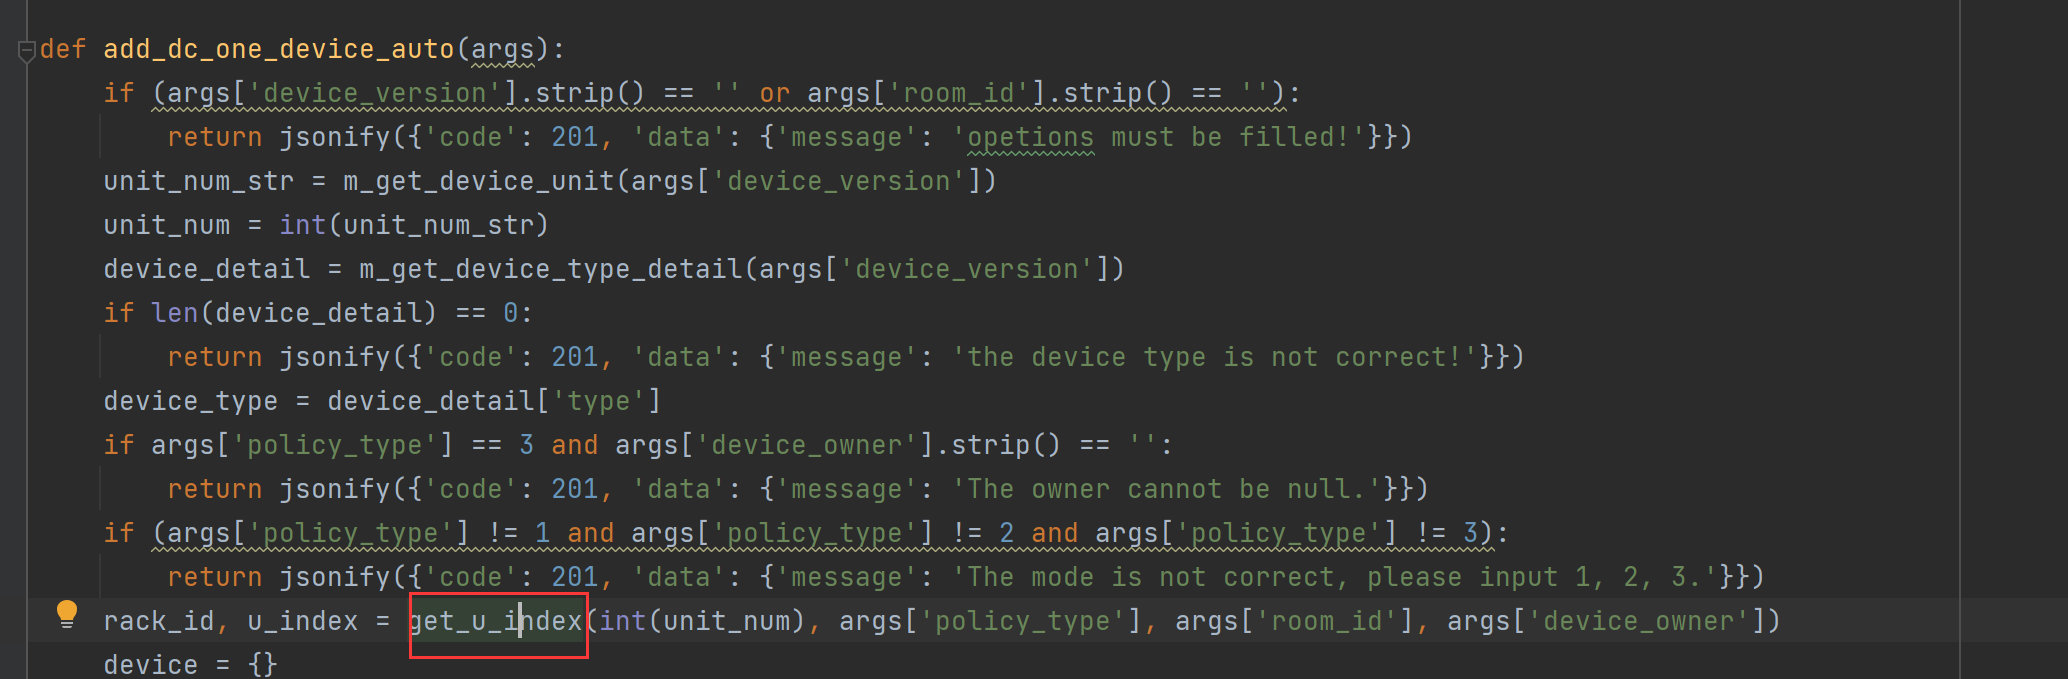 def add_dc_one_device_auto(args):
    if (args['device_version'].strip() == '' or args['room_id'].strip() == ''):
        return jsonify({'code': 201, 'data': {'message': 'opetions must be filled!'}})
    unit_num_str = m_get_device_unit(args['device_version'])
    unit_num = int(unit_num_str)
    device_detail = m_get_device_type_detail(args['device_version'])
    if len(device_detail) == 0:
        return jsonify({'code': 201, 'data': {'message': 'the device type is not correct!'}})
    device_type = device_detail['type']
    if args['policy_type'] == 3 and args['device_owner'].strip() == '':
        return jsonify({'code': 201, 'data': {'message': 'The owner cannot be null.'}})
    if (args['policy_type'] != 1 and args['policy_type'] != 2 and args['policy_type'] != 3):
        return jsonify({'code': 201, 'data': {'message': 'The mode is not correct, please input 1, 2, 3.'}})
    rack_id, u_index = get_u_index(int(unit_num), args['policy_type'], args['room_id'], args['device_owner'])
    device = {}